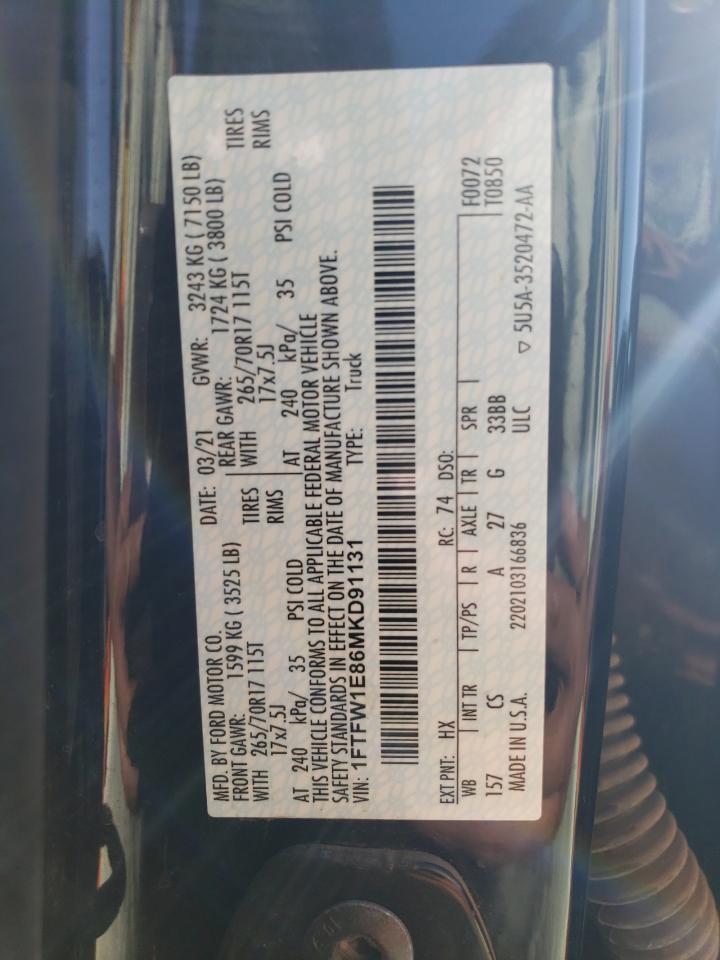 MFD. BY FORD MOTOR CO. DATE: 03/21 GVWR: 3243 KG ( 7150 LB)
FRONT GAWR: 1599 KG ( 3525 LB) REAR GAWR: 1724 KG ( 3800 LB)
WITH 265/70R17 115T TIRES WITH 265/70R17 115T TIRES
17x7.5J RIMS 17x7.5J RIMS
AT 240 kPa/ 35 PSI COLD AT 240 kPa/ 35 PSI COLD
THIS VEHICLE CONFORMS TO ALL APPLICABLE FEDERAL MOTOR VEHICLE
SAFETY STANDARDS IN EFFECT ON THE DATE OF MANUFACTURE SHOWN ABOVE.
VIN: 1FTFW1E86MKD91131 TYPE: Truck
EXT PNT: HX RC: 74 DSO:
WB INT TR TP/PS R AXLE TR SPR F0072
157 CS A 27 G 33BB T0850
MADE IN U.S.A. 2202103166836 ULC ▽ 5U5A-3520472-AA